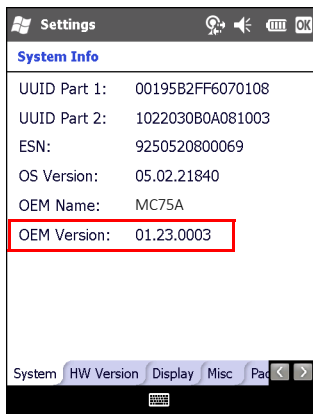 Settings OK
System Info
UUID Part 1: 00195B2FF6070108
UUID Part 2: 1022030B0A081003
ESN: 9250520800069
OS Version: 05.02.21840
OEM Name: MC75A
OEM Version: 01.23.0003
System HW Version Display Misc Pac